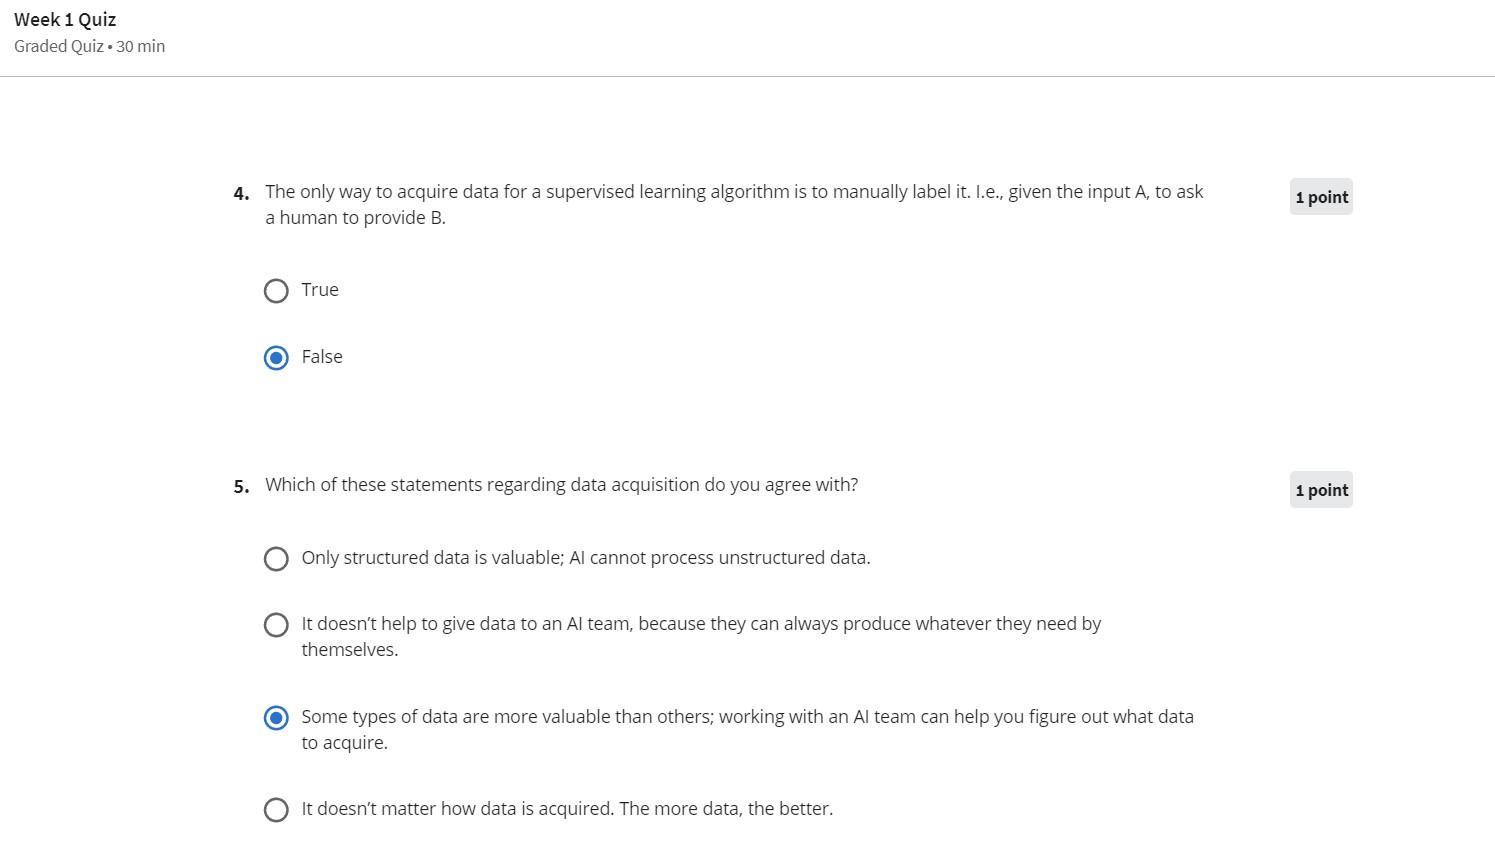 Week 1 Quiz
Graded Quiz • 30 min
4. The only way to acquire data for a supervised learning algorithm is to manually label it. I.e., given the input A, to ask
a human to provide B.
1 point
True
False
5. Which of these statements regarding data acquisition do you agree with?
1 point
Only structured data is valuable; AI cannot process unstructured data.
It doesn’t help to give data to an AI team, because they can always produce whatever they need by
themselves.
Some types of data are more valuable than others; working with an AI team can help you figure out what data
to acquire.
It doesn’t matter how data is acquired. The more data, the better.